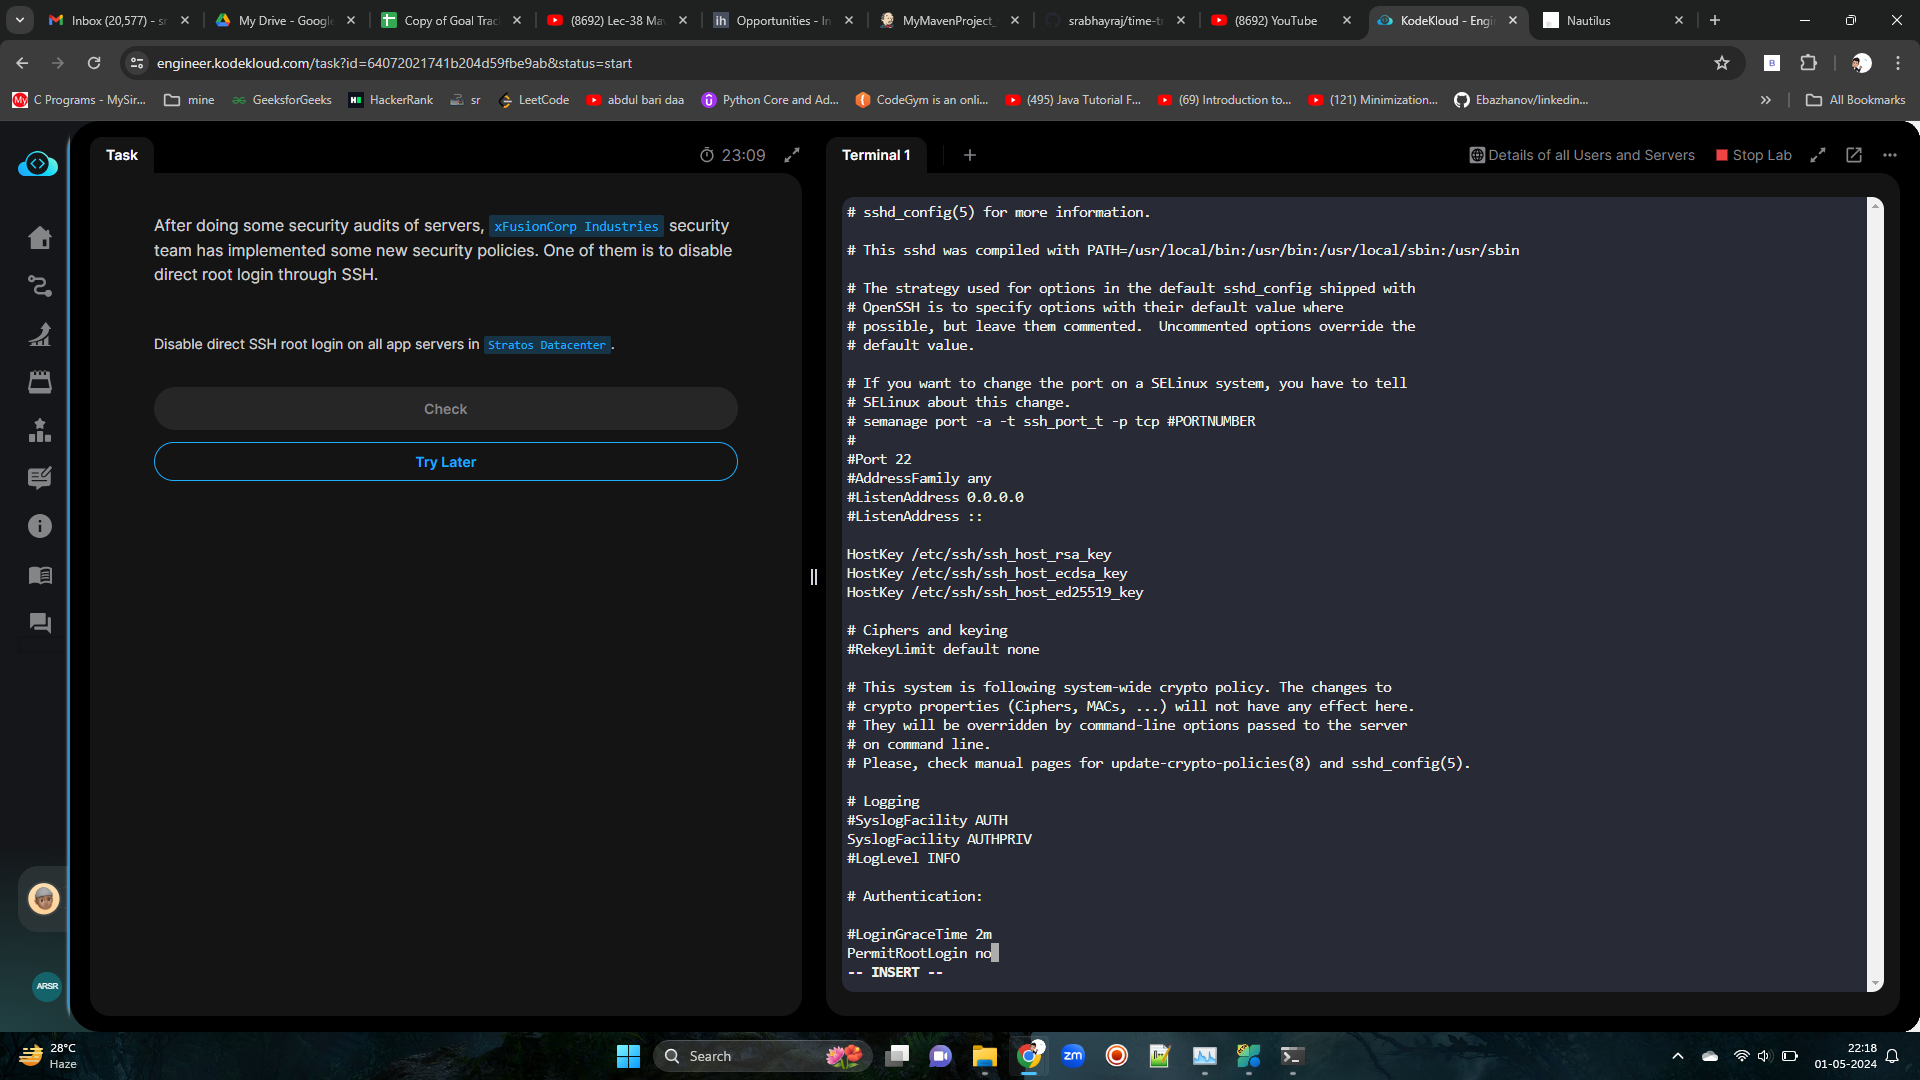 Inbox (20,577) - sr
My Drive - Google
Copy of Goal Trac
(8692) Lec-38 Ma
Opportunities - In
MyMavenProject_
srabhayraj/time-tr
(8692) YouTube
KodeKloud - Engi
Nautilus
engineer.kodekloud.com/task?id=64072021741b204d59fbe9ab&status=start
C Programs - MySir...
mine
GeeksforGeeks
HackerRank
sr
LeetCode
abdul bari daa
Python Core and Ad...
CodeGym is an onli...
(495) Java Tutorial F...
(69) Introduction to...
(121) Minimization...
Ebazhanov/linkedin...
All Bookmarks
Task
23:09
After doing some security audits of servers, xFusionCorp Industries security
team has implemented some new security policies. One of them is to disable
direct root login through SSH.
Disable direct SSH root login on all app servers in Stratos Datacenter.
Check
Try Later
ARSR
Terminal 1
Details of all Users and Servers
Stop Lab
# sshd_config(5) for more information.
# This sshd was compiled with PATH=/usr/local/bin:/usr/bin:/usr/local/sbin:/usr/sbin
# The strategy used for options in the default sshd_config shipped with
# OpenSSH is to specify options with their default value where
# possible, but leave them commented.  Uncommented options override the
# default value.
# If you want to change the port on a SELinux system, you have to tell
# SELinux about this change.
# semanage port -a -t ssh_port_t -p tcp #PORTNUMBER
#
#Port 22
#AddressFamily any
#ListenAddress 0.0.0.0
#ListenAddress ::
HostKey /etc/ssh/ssh_host_rsa_key
HostKey /etc/ssh/ssh_host_ecdsa_key
HostKey /etc/ssh/ssh_host_ed25519_key
# Ciphers and keying
#RekeyLimit default none
# This system is following system-wide crypto policy. The changes to
# crypto properties (Ciphers, MACs, ...) will not have any effect here.
# They will be overridden by command-line options passed to the server
# on command line.
# Please, check manual pages for update-crypto-policies(8) and sshd_config(5).
# Logging
#SyslogFacility AUTH
SyslogFacility AUTHPRIV
#LogLevel INFO
# Authentication:
#LoginGraceTime 2m
PermitRootLogin no
-- INSERT --
28°C
Haze
Search
zm
22:18
01-05-2024